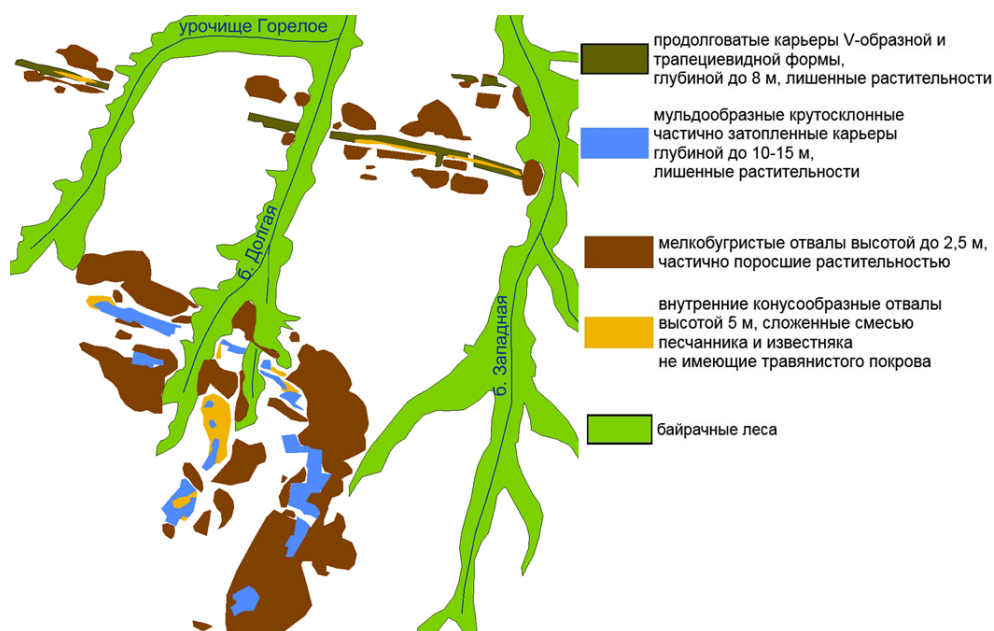 урочище Горелое
б. Долгая
б. Западная
продолговатые карьеры V-образной и
трапециевидной формы,
глубиной до 8 м, лишенные растительности
мульдообразные крутосклонные
частично затопленные карьеры
глубиной до 10-15 м,
лишенные растительности
мелкобугристые отвалы высотой до 2,5 м,
частично поросшие растительностью
внутренние конусообразные отвалы
высотой 5 м, сложенные смесью
песчанника и известняка
не имеющие травянистого покрова
байрачные леса